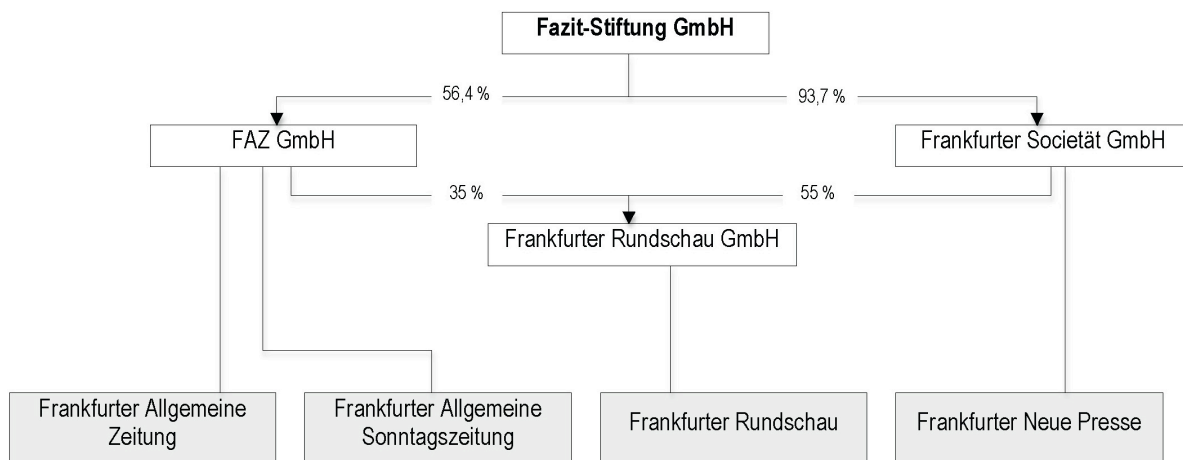 Fazit-Stiftung GmbH
56,4 %
93,7 %
FAZ GmbH
Frankfurter Societät GmbH
35 %
55 %
Frankfurter Rundschau GmbH
Frankfurter Allgemeine
Zeitung
Frankfurter Allgemeine
Sonntagszeitung
Frankfurter Rundschau
Frankfurter Neue Presse